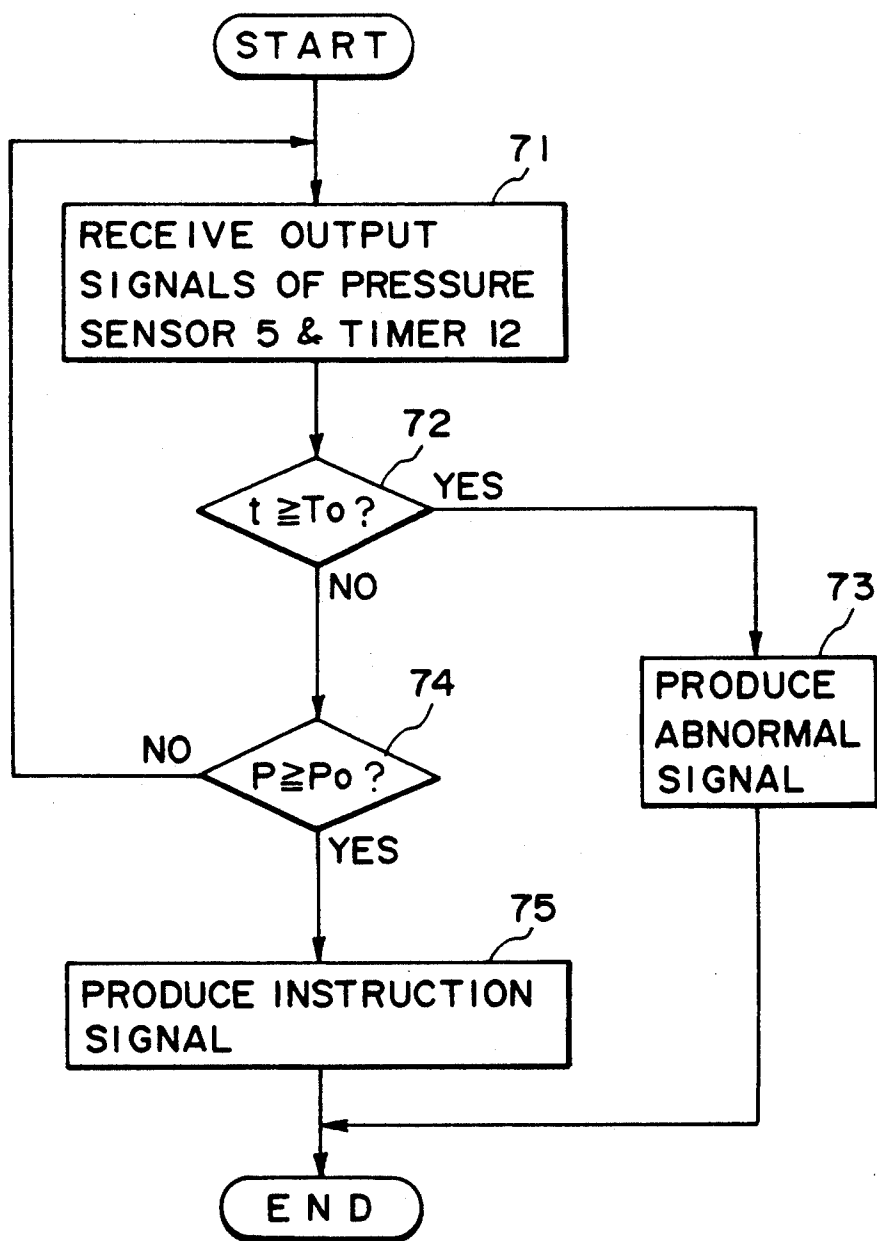 START
71
RECEIVE OUTPUT
SIGNALS OF PRESSURE
SENSOR 5 & TIMER 12
72
YES
t ≧To ?
NO
73
PRODUCE
ABNORMAL
SIGNAL
74
NO
P≧Po ?
YES
75
PRODUCE INSTRUCTION
SIGNAL
END